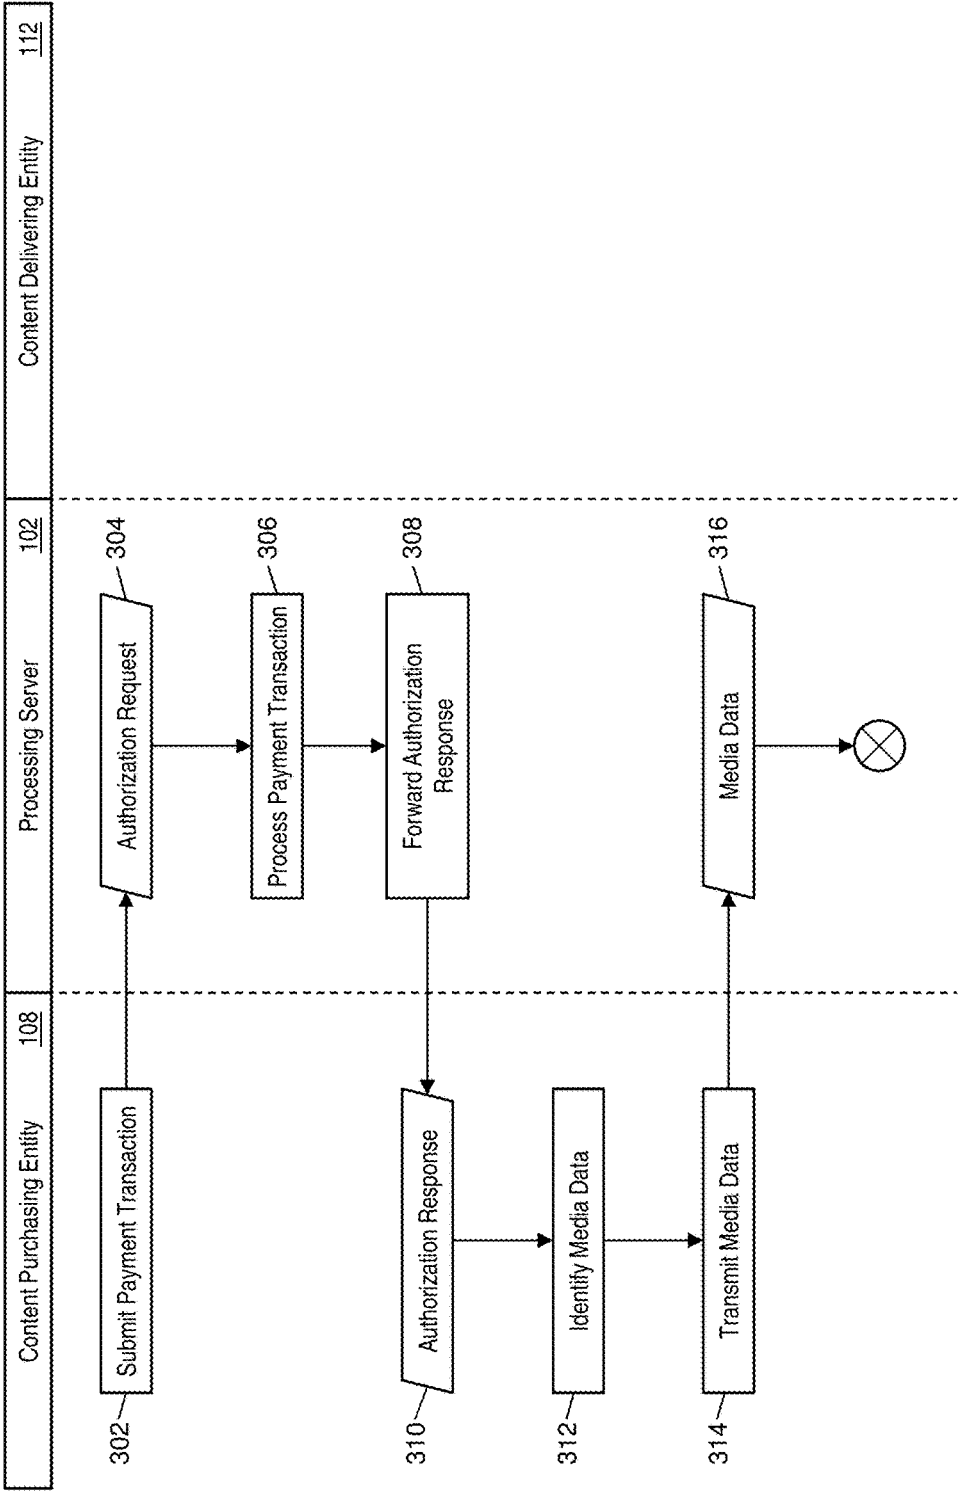 Content Purchasing Entity 108
Processing Server 102
Content Delivering Entity 112
302
Submit Payment Transaction
Authorization Request
304
Process Payment Transaction
306
Forward Authorization
Response
308
310
Authorization Response
312
Identify Media Data
314
Transmit Media Data
Media Data
316